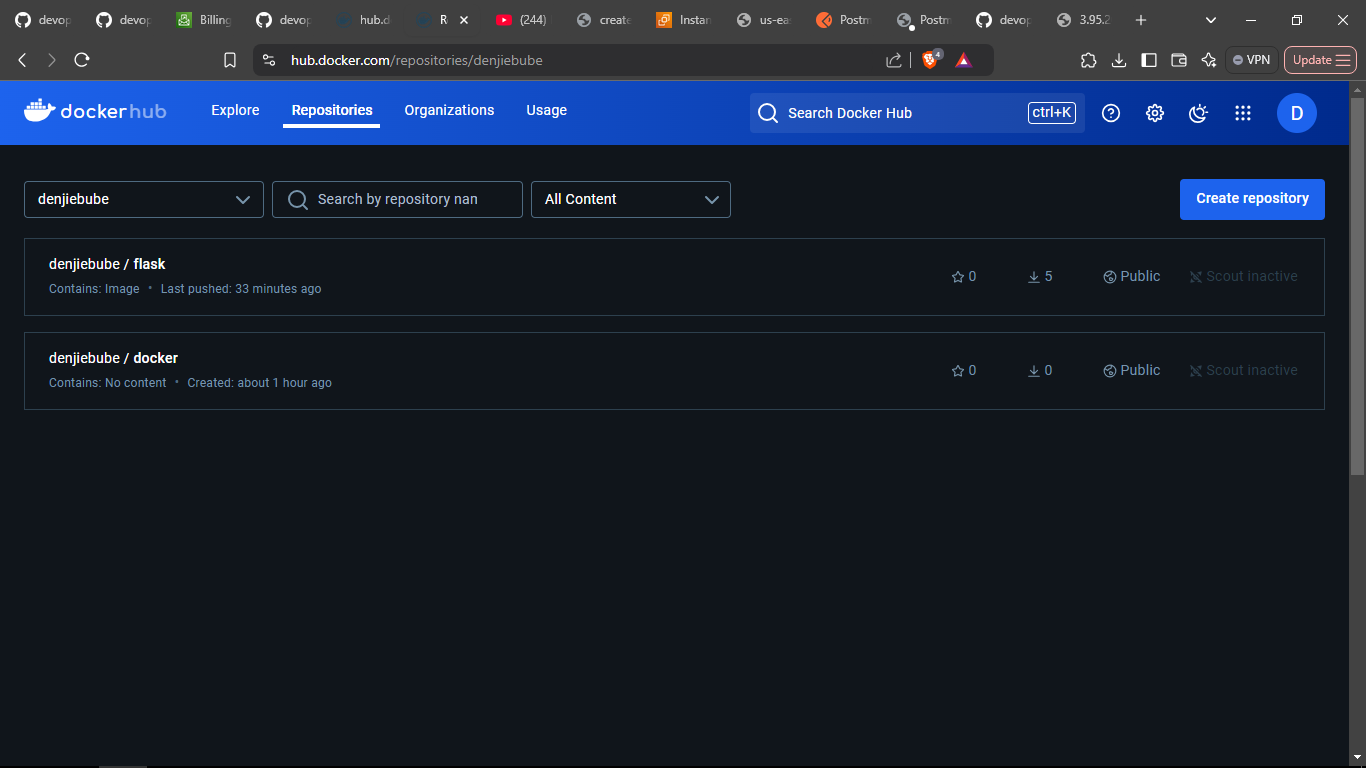 devop
devop
Billing
devop
hub.d
R
(244)
create
Instan
us-eas
Postm
Postm
devop
3.95.2
hub.docker.com/repositories/denjiebube
4
VPN
Update
dockerhub
Explore
Repositories
Organizations
Usage
Search Docker Hub
ctrl+K
D
denjiebube
Search by repository nan
All Content
Create repository
denjiebube / flask
Contains: Image • Last pushed: 33 minutes ago
0
5
Public
Scout inactive
denjiebube / docker
Contains: No content • Created: about 1 hour ago
0
0
Public
Scout inactive